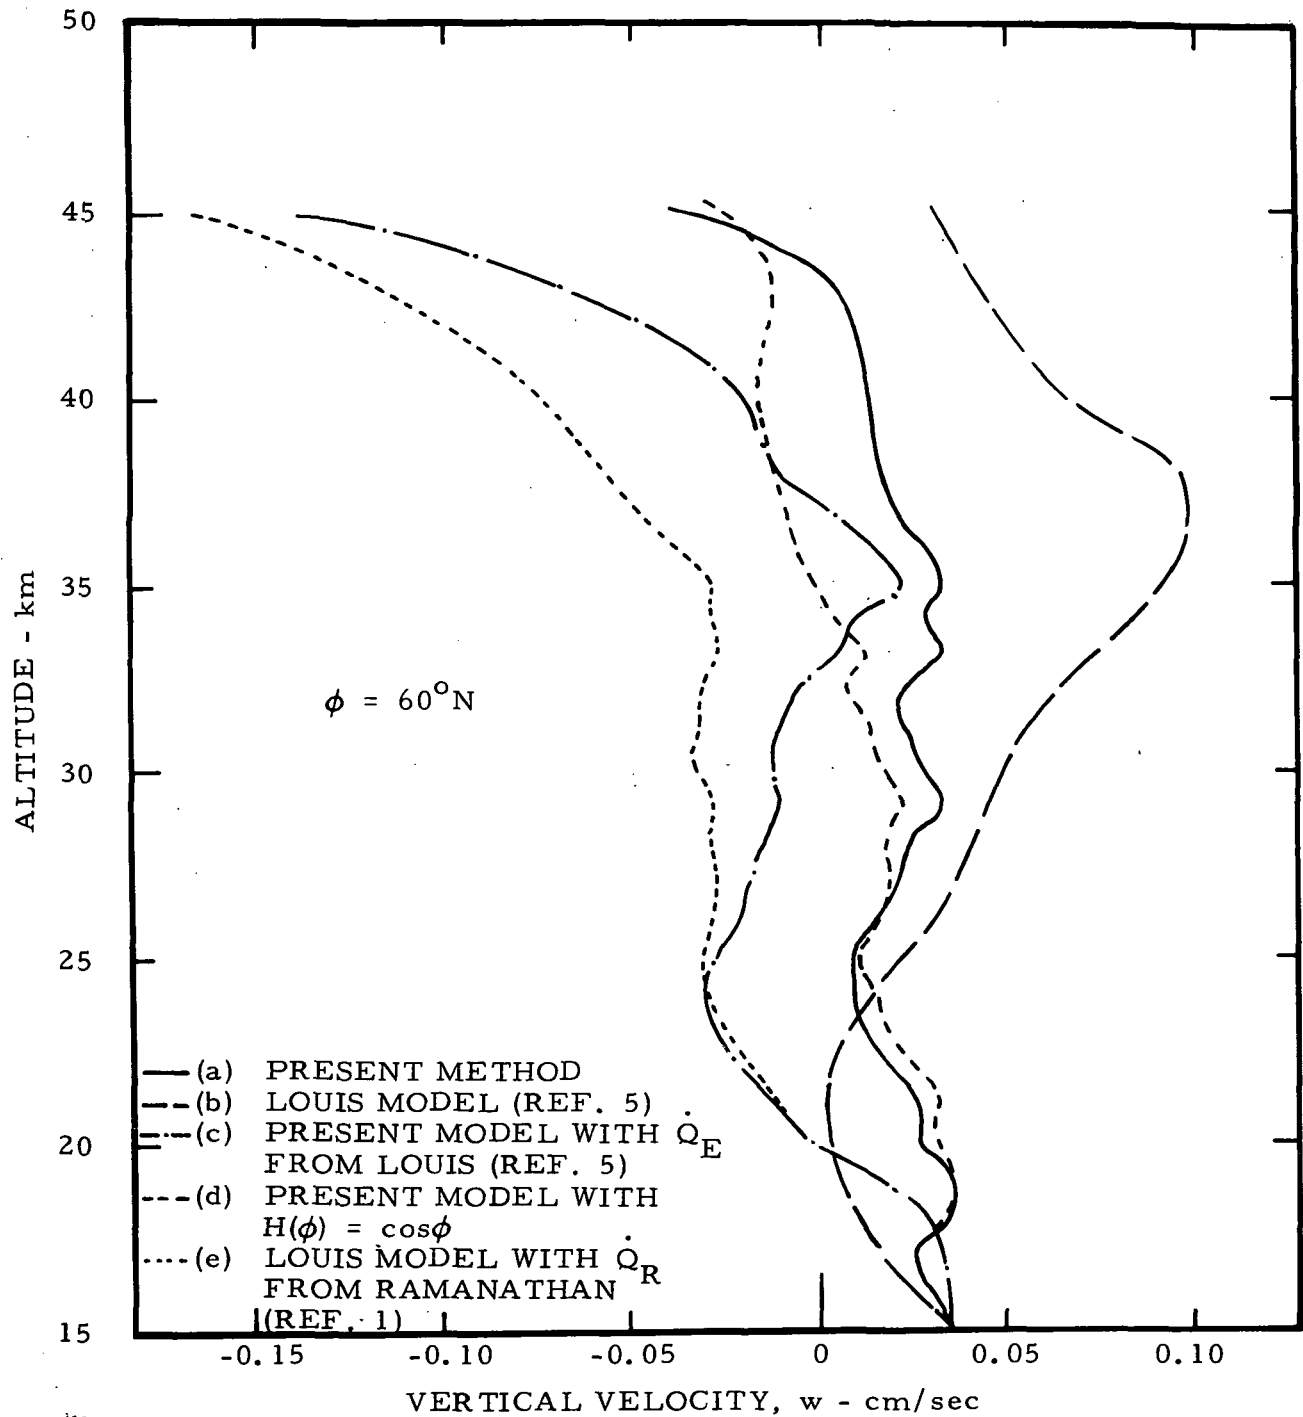 50
45
40
35
30
25
20
15
ALTITUDE - km
ϕ = 60°N
(a) PRESENT METHOD
(b) LOUIS MODEL (REF. 5)
(c) PRESENT MODEL WITH Q̇_E
FROM LOUIS (REF. 5)
(d) PRESENT MODEL WITH
H(ϕ) = cosϕ
(e) LOUIS MODEL WITH Q̇_R
FROM RAMANATHAN
(REF. 1)
-0.15 -0.10 -0.05 0 0.05 0.10
VERTICAL VELOCITY, w - cm/sec